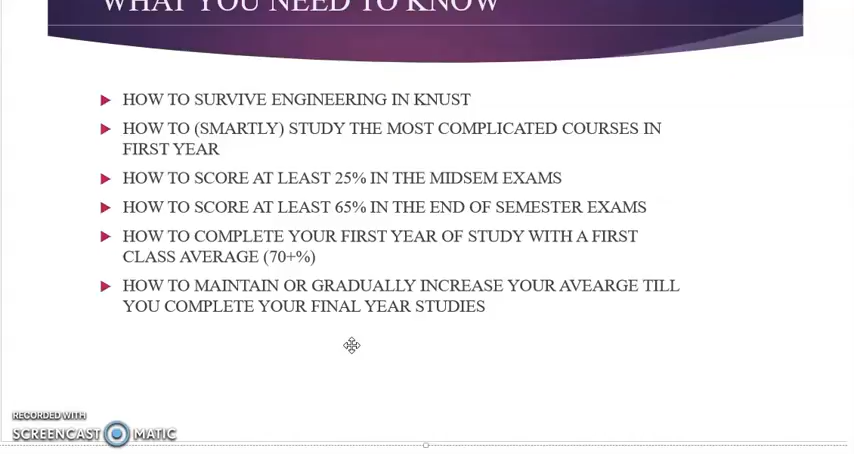 WHAT YOU NEED TO KNOW
HOW TO SURVIVE ENGINEERING IN KNUST
HOW TO (SMARTLY) STUDY THE MOST COMPLICATED COURSES IN
FIRST YEAR
HOW TO SCORE AT LEAST 25% IN THE MIDSEM EXAMS
HOW TO SCORE AT LEAST 65% IN THE END OF SEMESTER EXAMS
HOW TO COMPLETE YOUR FIRST YEAR OF STUDY WITH A FIRST
CLASS AVERAGE (70+%)
HOW TO MAINTAIN OR GRADUALLY INCREASE YOUR AVEARGE TILL
YOU COMPLETE YOUR FINAL YEAR STUDIES
RECORDED WITH
SCREENCAST MATIC